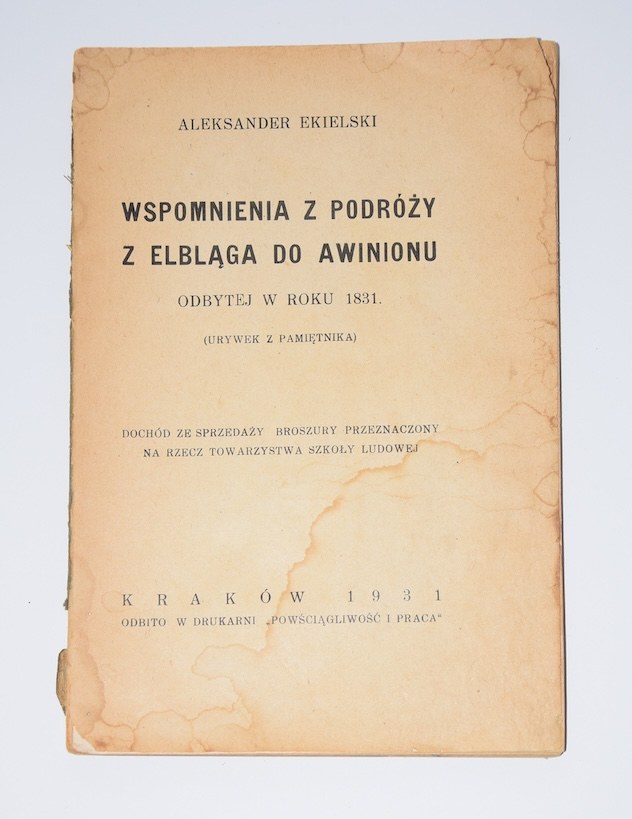 ALEKSANDER EKIELSKI
WSPOMNIENIA Z PODRÓŻY
Z ELBLĄGA DO AWINIONU
ODBYTEJ W ROKU 1831.
(URYWEK Z PAMIĘTNIKA)
DOCHÓD ZE SPRZEDAŻY BROSZURY PRZEZNACZONY
NA RZECZ TOWARZYSTWA SZKOŁY LUDOWEJ
KRAKÓW 1931
ODBITO W DRUKARNI „POWŚCIĄGLIWOŚĆ I PRACA“